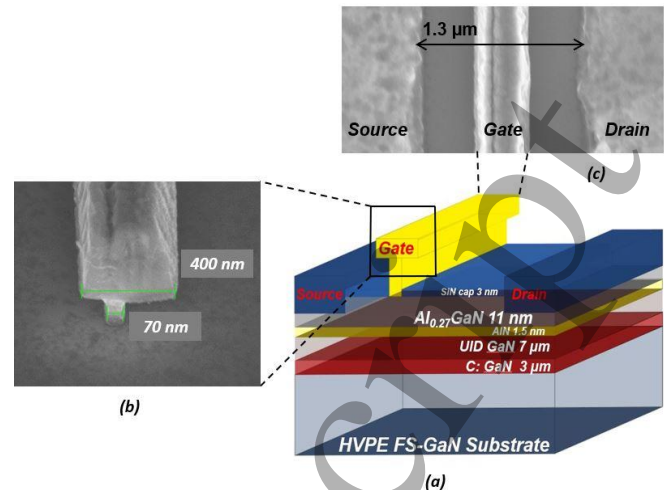 1.3 µm
Source Gate Drain
(c)
400 nm
70 nm
(b)
Gate
Source SiN cap 3 nm Drain
Al0.27GaN 11 nm
AlN 1.5 nm
UID GaN 7 µm
C: GaN 3 µm
HVPE FS-GaN Substrate
(a)
cript